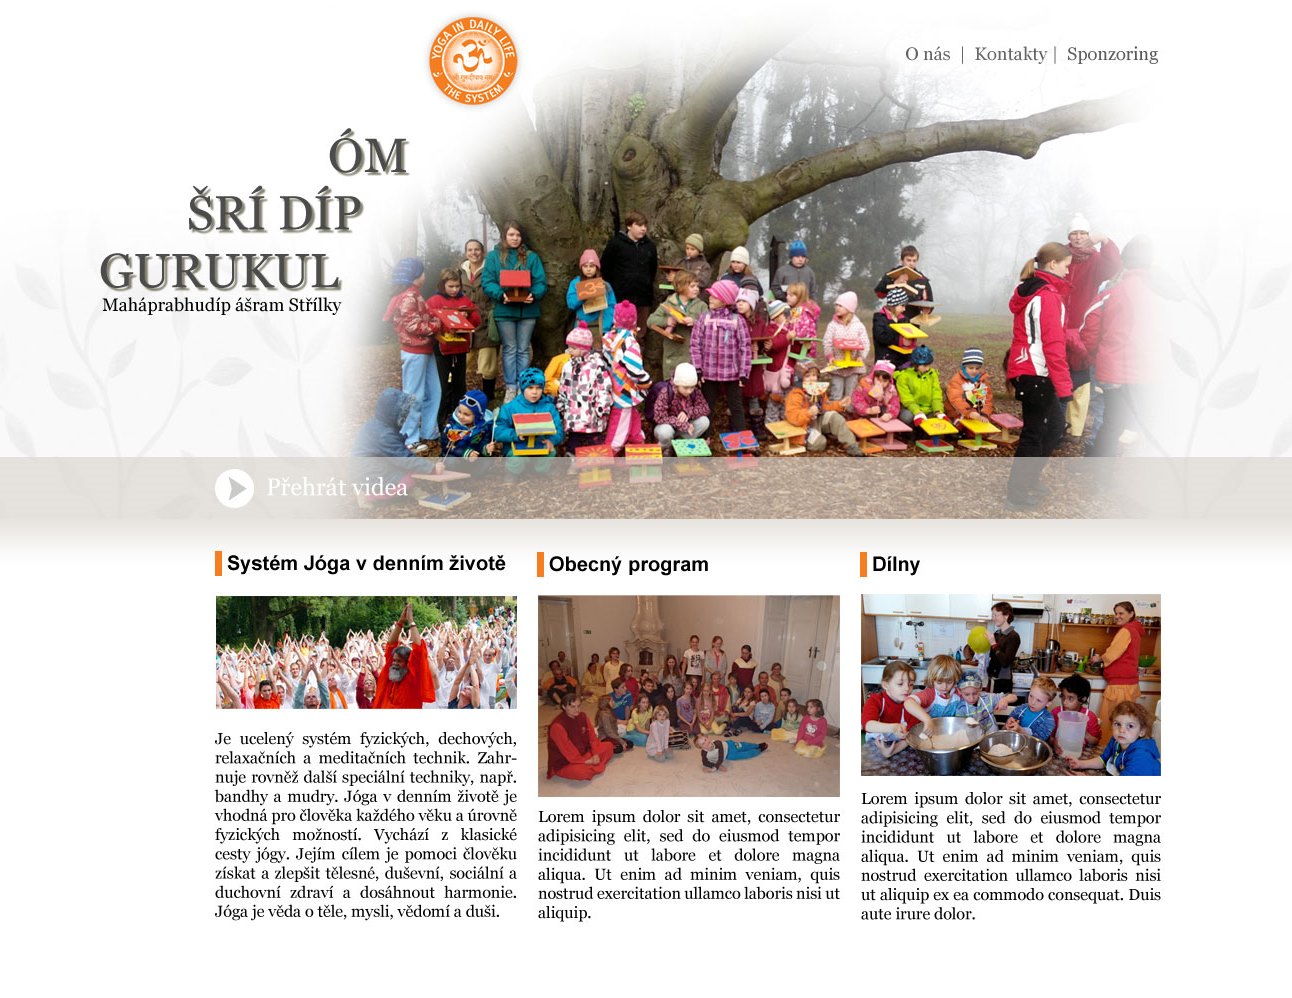 YOGA IN DAILY LIFE
THE SYSTEM
O nás | Kontakty | Sponzoring
ÓM
ŠRÍ DÍP
GURUKUL
Maháprabhudíp ášram Střílky
Přehrát videa
Systém Jóga v denním životě
Je ucelený systém fyzických, dechových,
relaxačních a meditačních technik. Zahr-
nuje rovněž další speciální techniky, např.
bandhy a mudry. Jóga v denním životě je
vhodná pro člověka každého věku a úrovně
fyzických možností. Vychází z klasické
cesty jógy. Jejím cílem je pomoci člověku
získat a zlepšit tělesné, duševní, sociální a
duchovní zdraví a dosáhnout harmonie.
Jóga je věda o těle, mysli, vědomí a duši.
Obecný program
Lorem ipsum dolor sit amet, consectetur
adipisicing elit, sed do eiusmod tempor
incididunt ut labore et dolore magna
aliqua. Ut enim ad minim veniam, quis
nostrud exercitation ullamco laboris nisi ut
aliquip.
Dílny
Lorem ipsum dolor sit amet, consectetur
adipisicing elit, sed do eiusmod tempor
incididunt ut labore et dolore magna
aliqua. Ut enim ad minim veniam, quis
nostrud exercitation ullamco laboris nisi
ut aliquip ex ea commodo consequat. Duis
aute irure dolor.